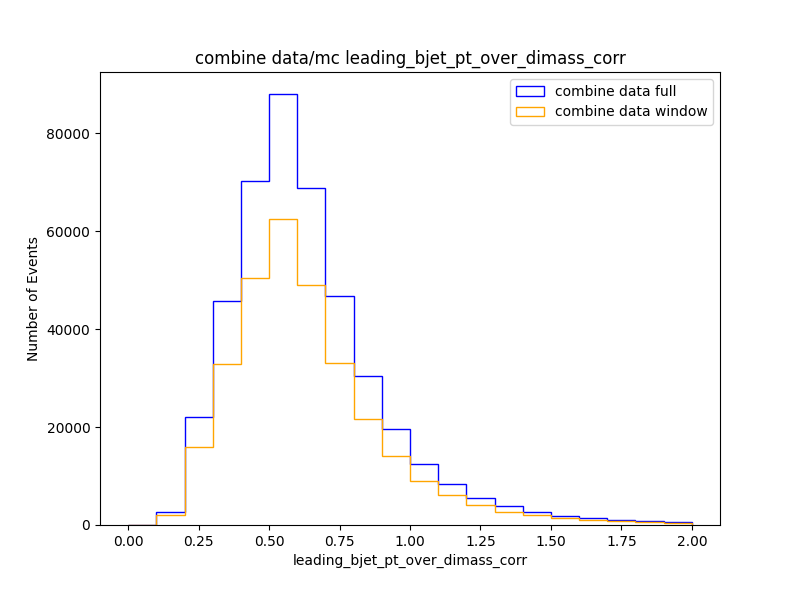 combine data/mc leading_bjet_pt_over_dimass_corr
combine data full
combine data window
Number of Events
80000
60000
40000
20000
0
0.00 0.25 0.50 0.75 1.00 1.25 1.50 1.75 2.00
leading_bjet_pt_over_dimass_corr